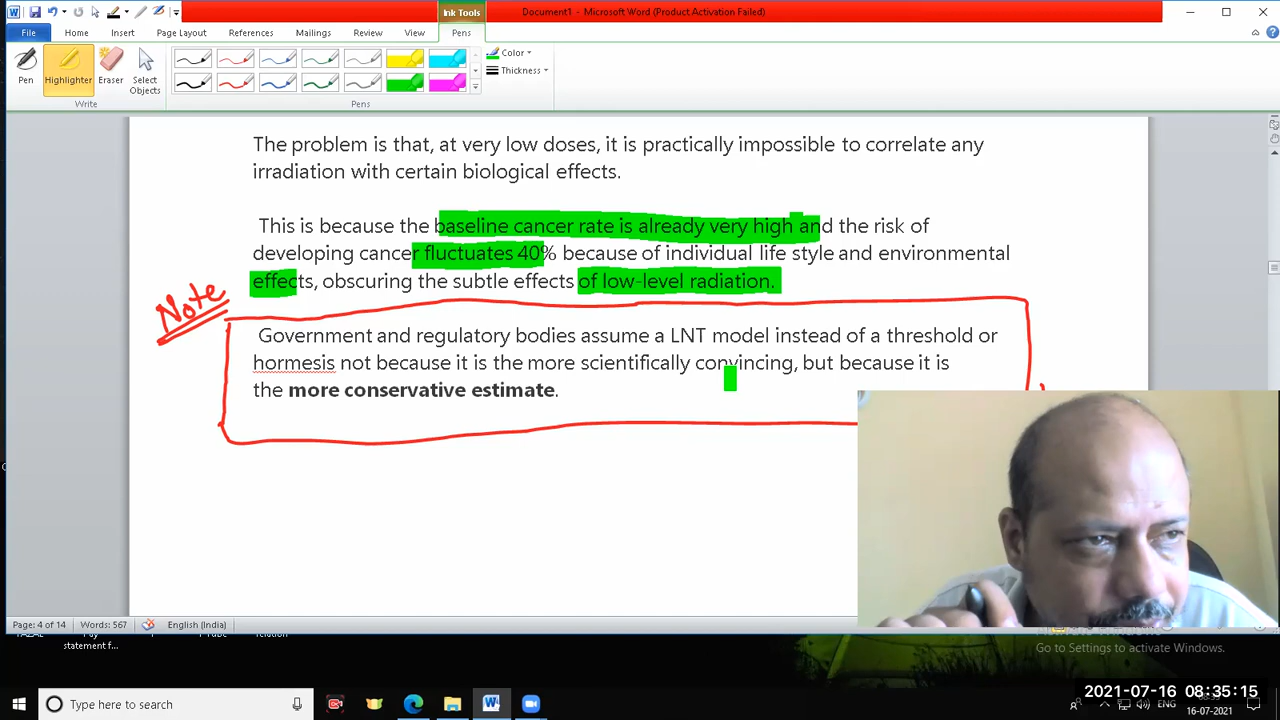 Ink Tools
Document1 - Microsoft Word (Product Activation Failed)
File Home Insert Page Layout References Mailings Review View Pens
Pen Highlighter Eraser Select Objects
Color
Thickness
Write
Pens
The problem is that, at very low doses, it is practically impossible to correlate any
irradiation with certain biological effects.
This is because the baseline cancer rate is already very high and the risk of
developing cancer fluctuates 40% because of individual life style and environmental
effects, obscuring the subtle effects of low-level radiation.
Note
Government and regulatory bodies assume a LNT model instead of a threshold or
hormesis not because it is the more scientifically convincing, but because it is
the more conservative estimate.
Page: 4 of 14 Words: 567 English (India)
statement f...
Go to Settings to activate Windows.
Type here to search
2021-07-16 08:35:15
ENG
16-07-2021